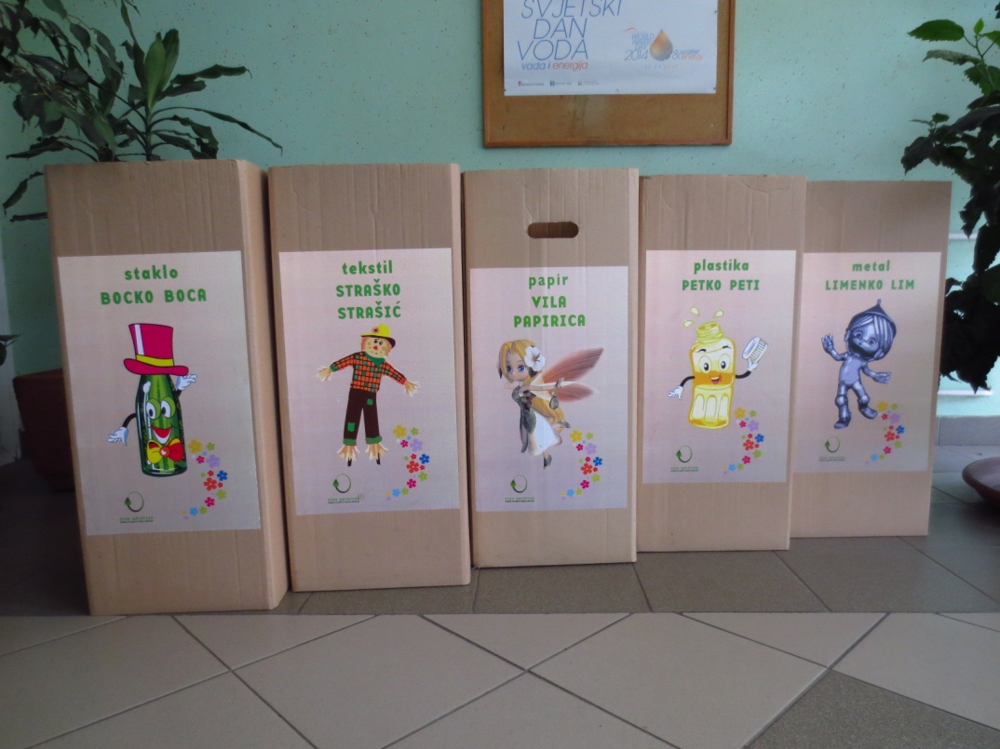 SVJETSKI
DAN
VODA
voda i energija
2014
staklo
BOCKO BOCA
tekstil
STRAŠKO
STRAŠIĆ
papir
VILA
PAPIRICA
plastika
PETKO PETI
metal
LIMENKO LIM